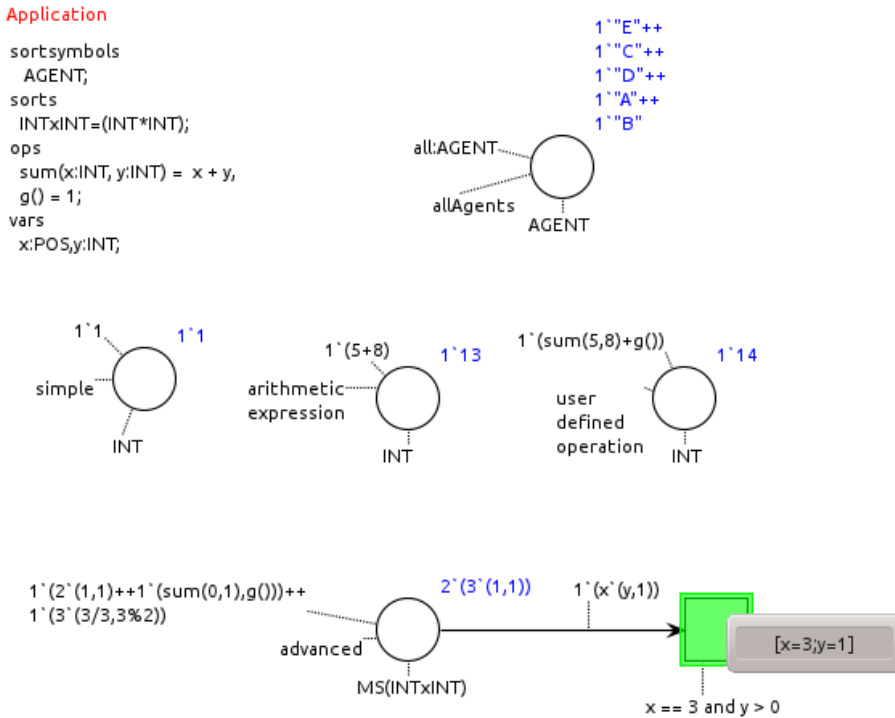 Application
sortsymbols
AGENT;
sorts
INTxINT=(INT*INT);
ops
sum(x:INT, y:INT) = x + y,
g() = 1;
vars
x:POS,y:INT;
1`"E"++
1`"C"++
1`"D"++
1`"A"++
1`"B"
all:AGENT
allAgents
AGENT
1`1
1`1
simple
INT
1`(5+8)
1`13
arithmetic
expression
INT
1`(sum(5,8)+g())
1`14
user
defined
operation
INT
1`(2`(1,1)++1`(sum(0,1),g()))++
1`(3`(3/3,3%2))
2`(3`(1,1))
1`(x`(y,1))
advanced
MS(INTxINT)
[x=3;y=1]
x == 3 and y > 0